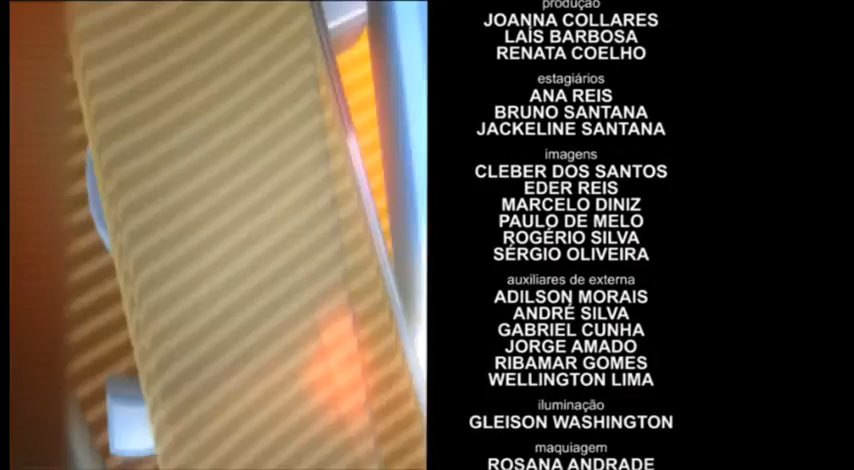 produção
JOANNA COLLARES
LAÍS BARBOSA
RENATA COELHO
estagiários
ANA REIS
BRUNO SANTANA
JACKELINE SANTANA
imagens
CLEBER DOS SANTOS
EDER REIS
MARCELO DINIZ
PAULO DE MELO
ROGÉRIO SILVA
SÉRGIO OLIVEIRA
auxiliares de externa
ADILSON MORAIS
ANDRÉ SILVA
GABRIEL CUNHA
JORGE AMADO
RIBAMAR GOMES
WELLINGTON LIMA
iluminação
GLEISON WASHINGTON
maquiagem
ROSANA ANDRADE